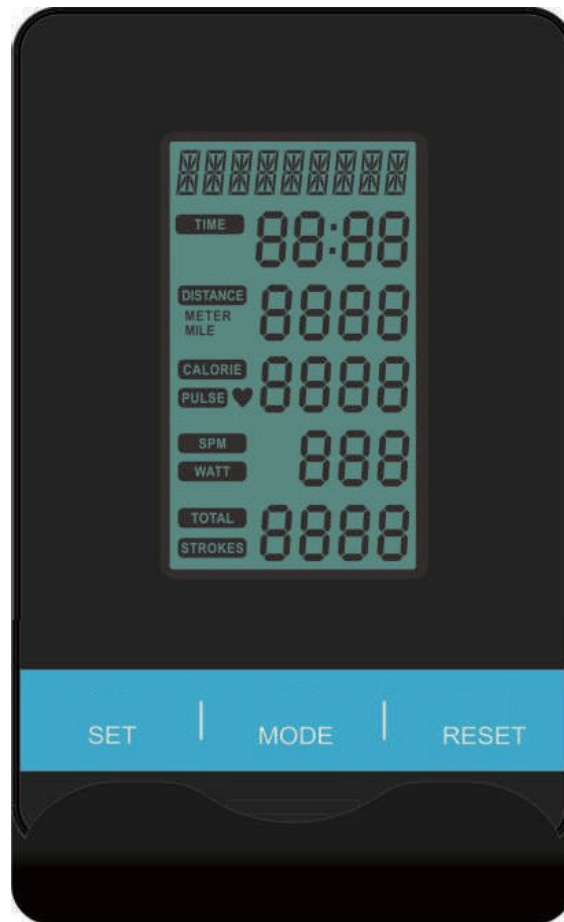 TIME 88:88
DISTANCE 8888
METER
MILE
CALORIE
PULSE 8888
SPM 888
WATT
TOTAL
STROKES 8888
SET MODE RESET